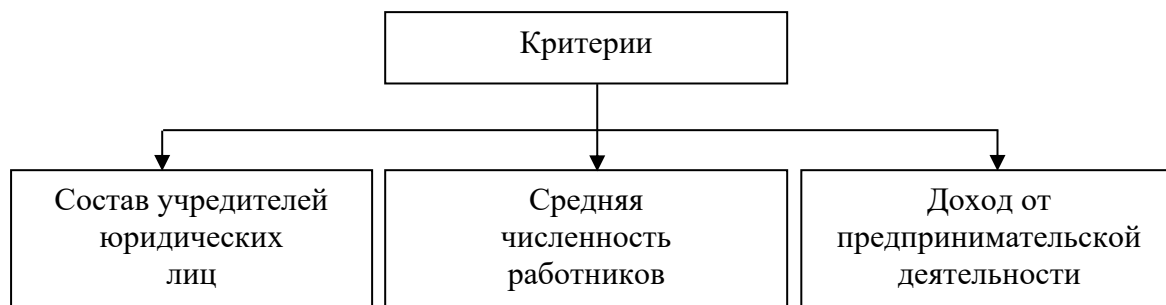 Критерии
Состав учредителей
юридических
лиц
Средняя
численность
работников
Доход от
предпринимательской
деятельности